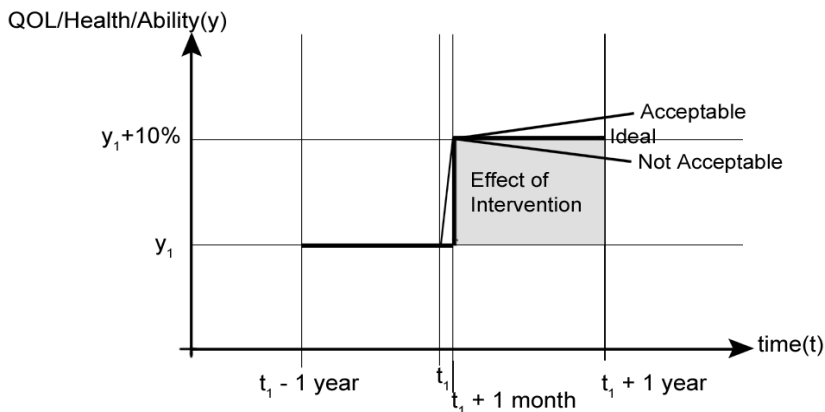 QOL/Health/Ability(y)
Acceptable
y₁+10%
Ideal
Not Acceptable
Effect of
Intervention
y₁
time(t)
t₁ - 1 year
t₁
t₁ + 1 month
t₁ + 1 year